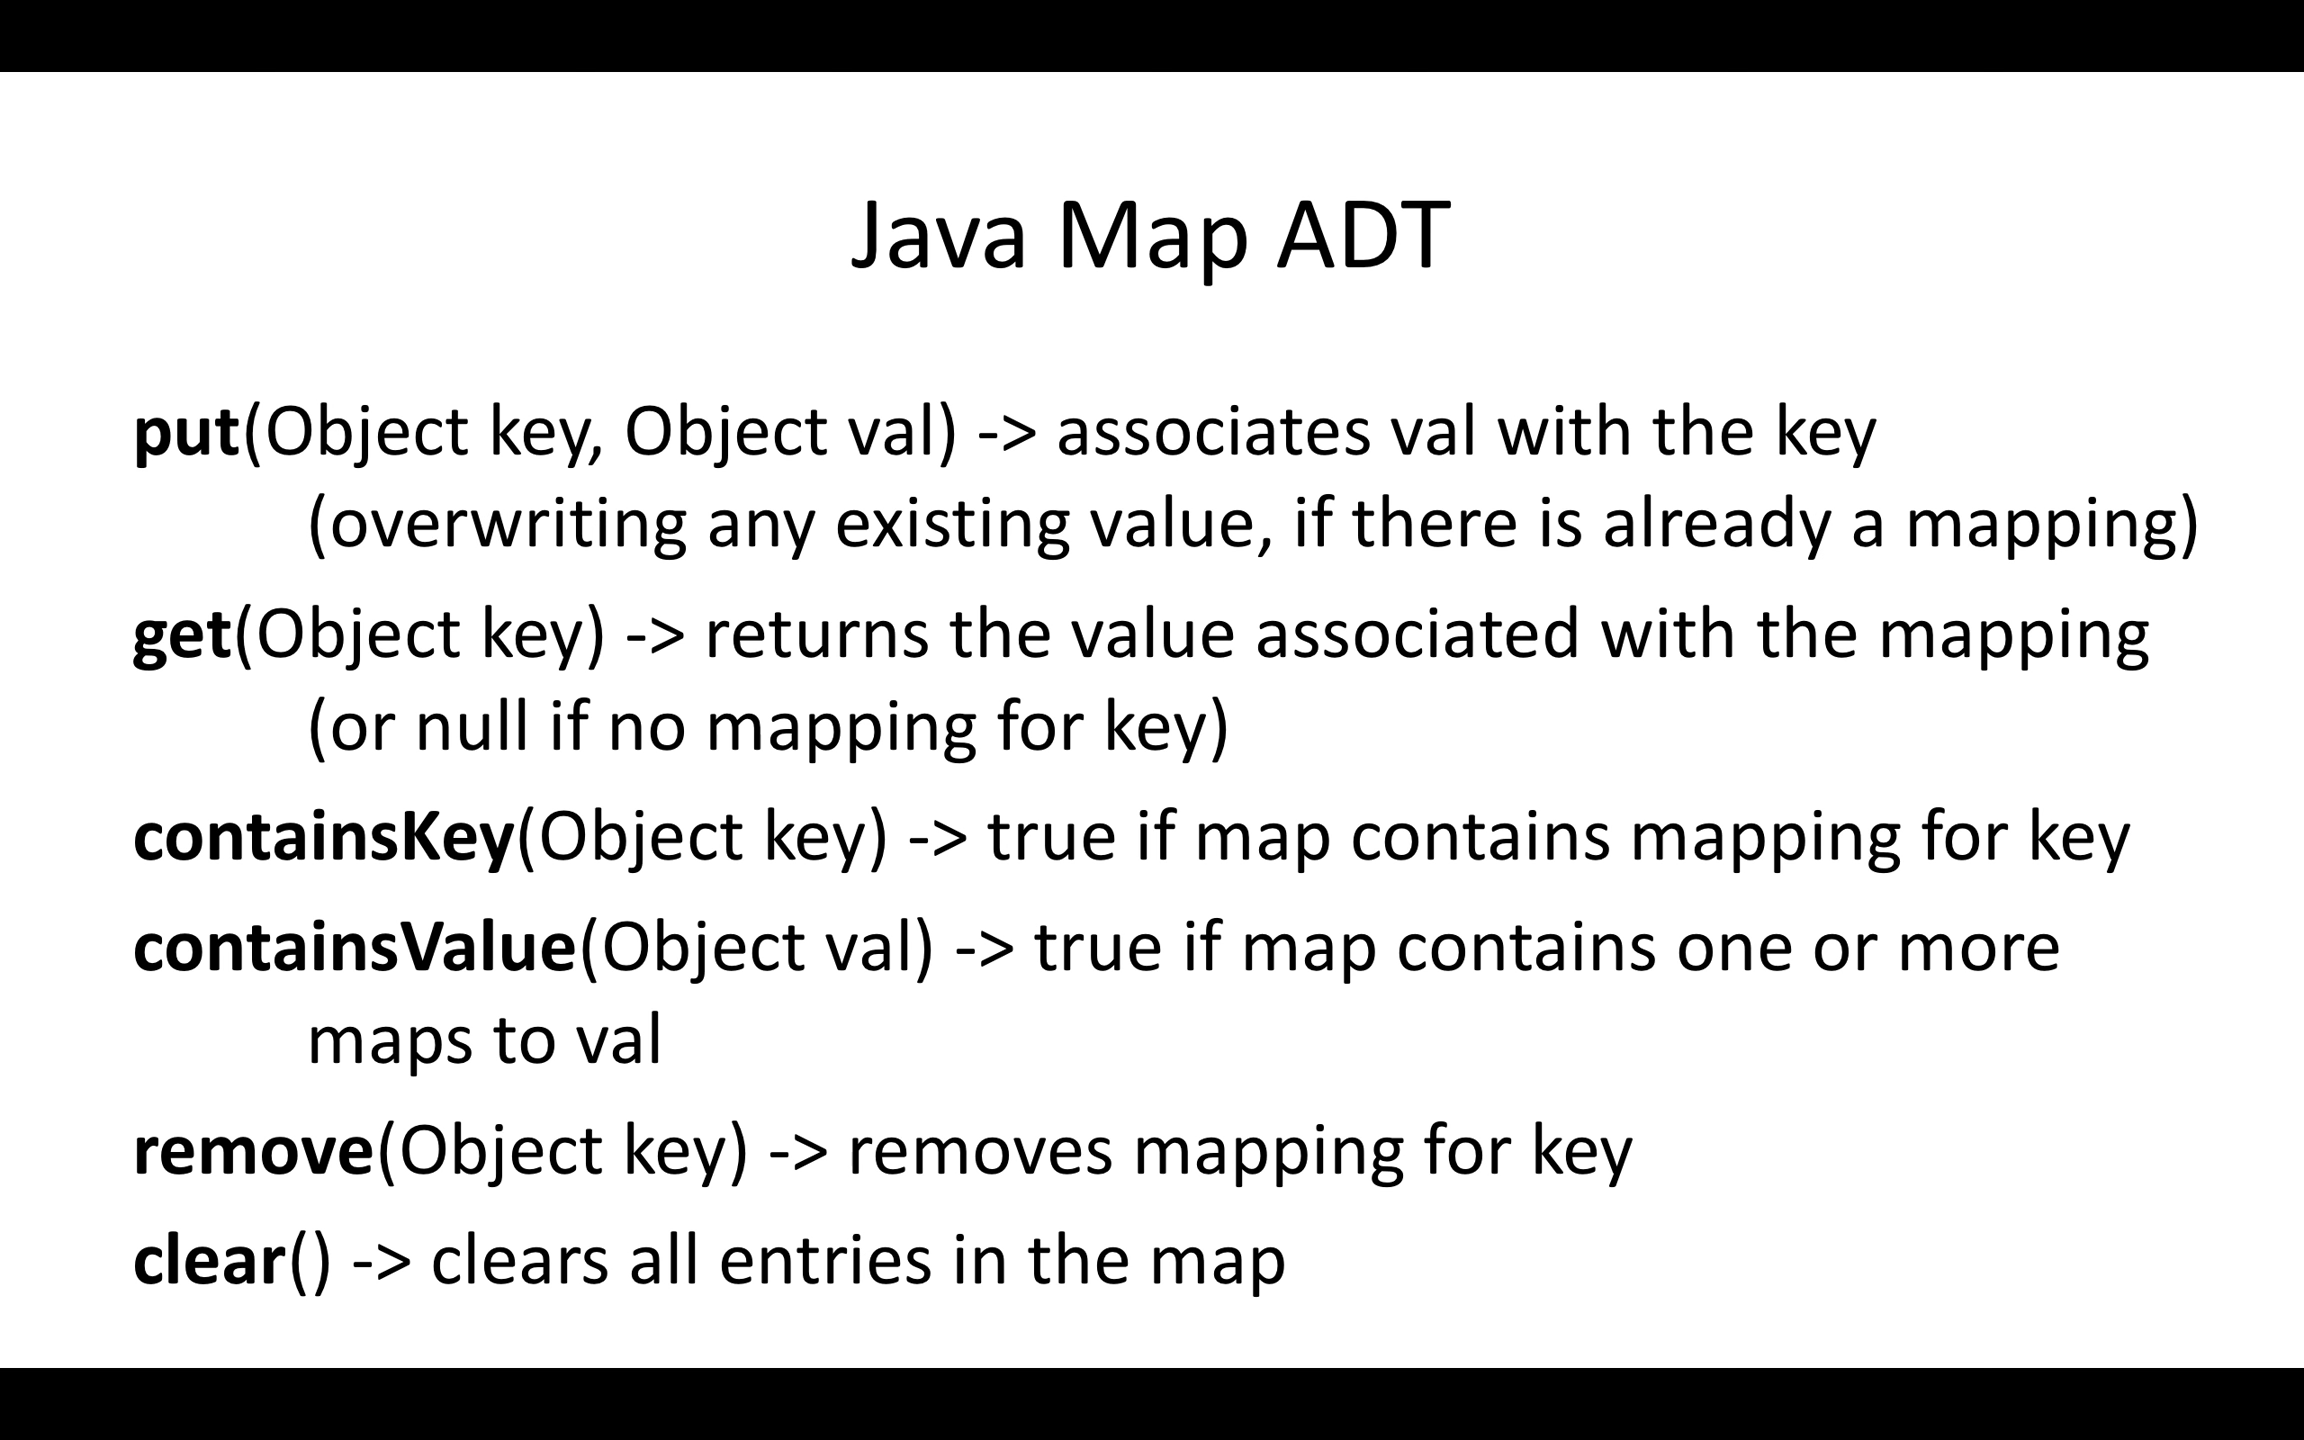 Java Map ADT
put(Object key, Object val) -> associates val with the key
(overwriting any existing value, if there is already a mapping)
get(Object key) -> returns the value associated with the mapping
(or null if no mapping for key)
containsKey(Object key) -> true if map contains mapping for key
containsValue(Object val) -> true if map contains one or more
maps to val
remove(Object key) -> removes mapping for key
clear() -> clears all entries in the map